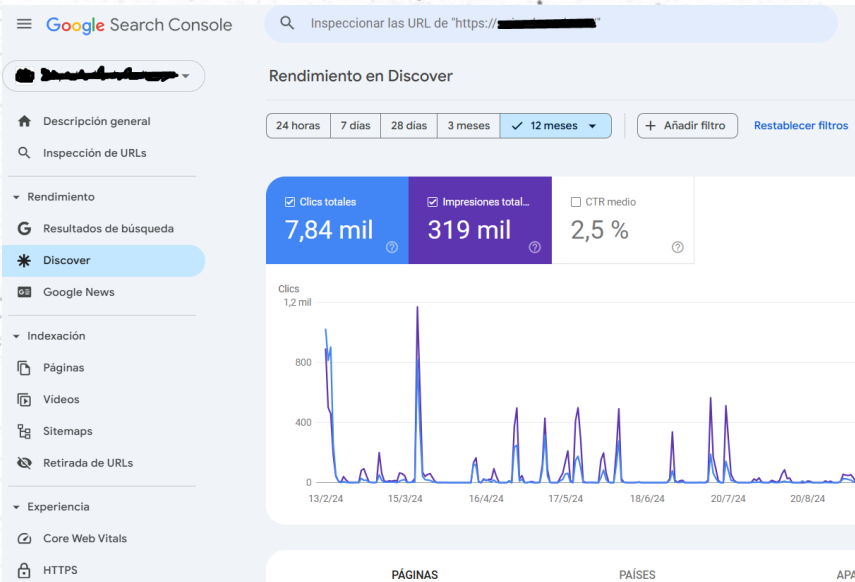 Google Search Console
Inspeccionar las URL de "https://
Rendimiento en Discover
24 horas 7 días 28 días 3 meses 12 meses Añadir filtro Restablecer filtros
Descripción general
Inspección de URLs
Rendimiento
Resultados de búsqueda
Discover
Google News
Indexación
Páginas
Vídeos
Sitemaps
Retirada de URLs
Experiencia
Core Web Vitals
HTTPS
Clics totales
7,84 mil
Impresiones total...
319 mil
CTR medio
2,5 %
Clics
1,2 mil
800
400
0
13/2/24 15/3/24 16/4/24 17/5/24 18/6/24 20/7/24 20/8/24
PÁGINAS PAÍSES APA